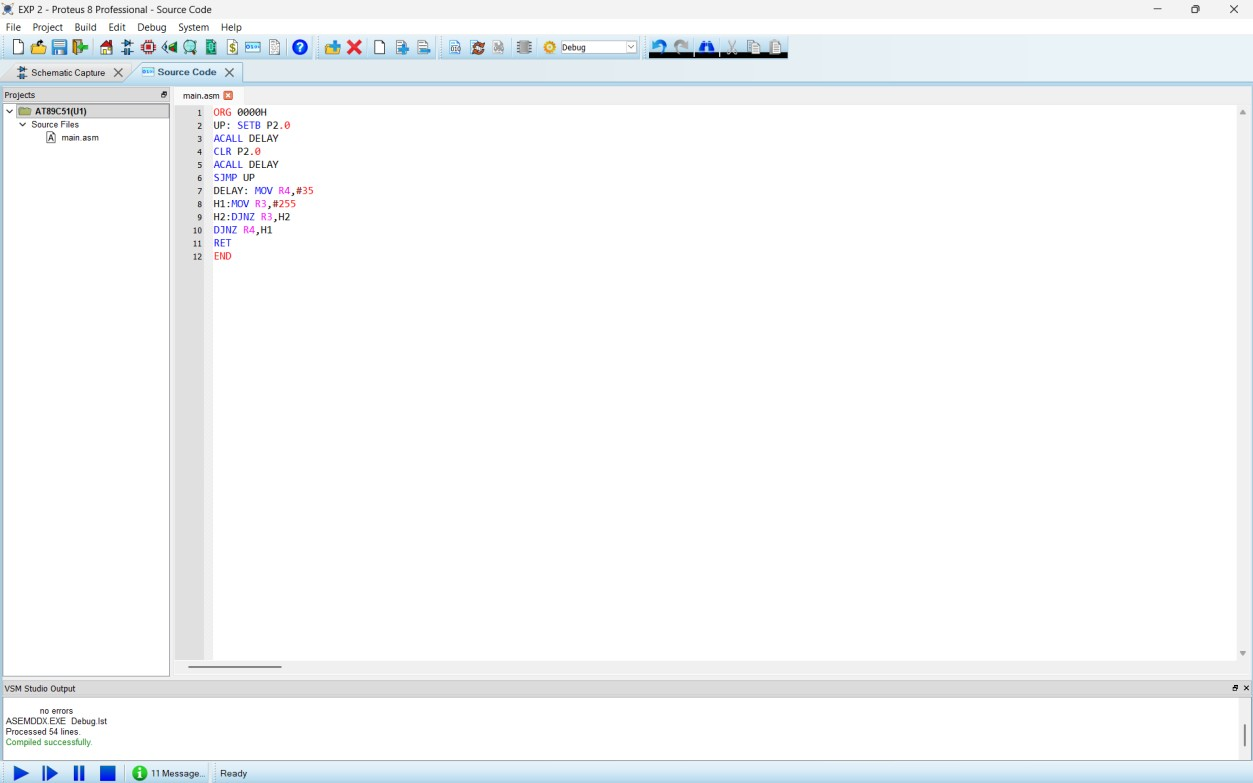 EXP 2 - Proteus 8 Professional - Source Code
File Project Build Edit Debug System Help
Debug
Schematic Capture
Source Code
Projects
AT89C51(U1)
Source Files
main.asm
main.asm
1 ORG 0000H
2 UP: SETB P2.0
3 ACALL DELAY
4 CLR P2.0
5 ACALL DELAY
6 SJMP UP
7 DELAY: MOV R4,#35
8 H1:MOV R3,#255
9 H2:DJNZ R3,H2
10 DJNZ R4,H1
11 RET
12 END
VSM Studio Output
no errors
ASEMDDX.EXE Debug.lst
Processed 54 lines.
Compiled successfully.
11 Message...
Ready